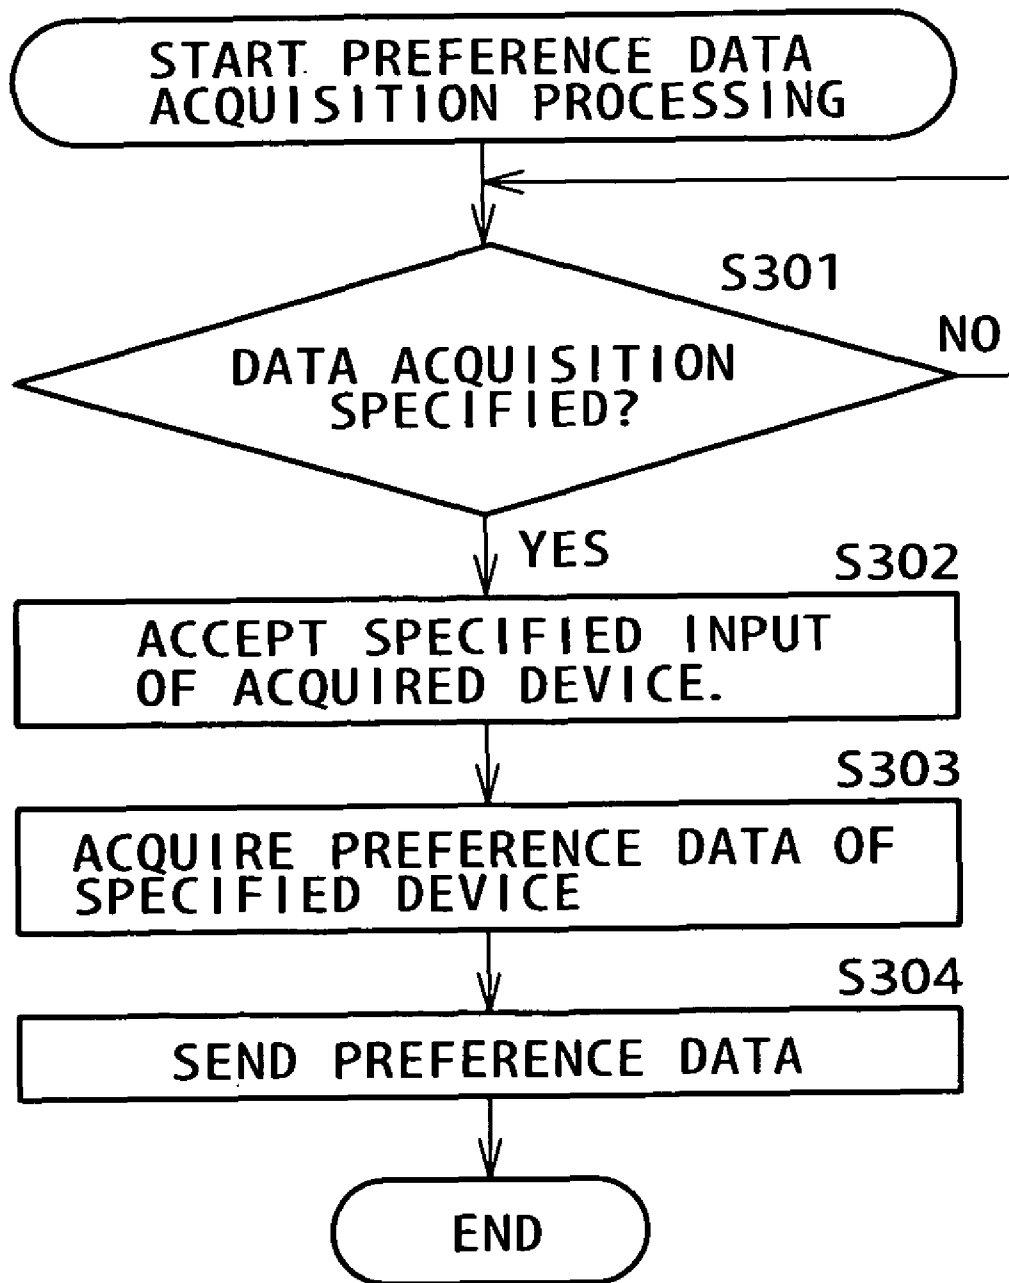 START PREFERENCE DATA
ACQUISITION PROCESSING
S301
NO
DATA ACQUISITION
SPECIFIED?
YES
S302
ACCEPT SPECIFIED INPUT
OF ACQUIRED DEVICE.
S303
ACQUIRE PREFERENCE DATA OF
SPECIFIED DEVICE
S304
SEND PREFERENCE DATA
END